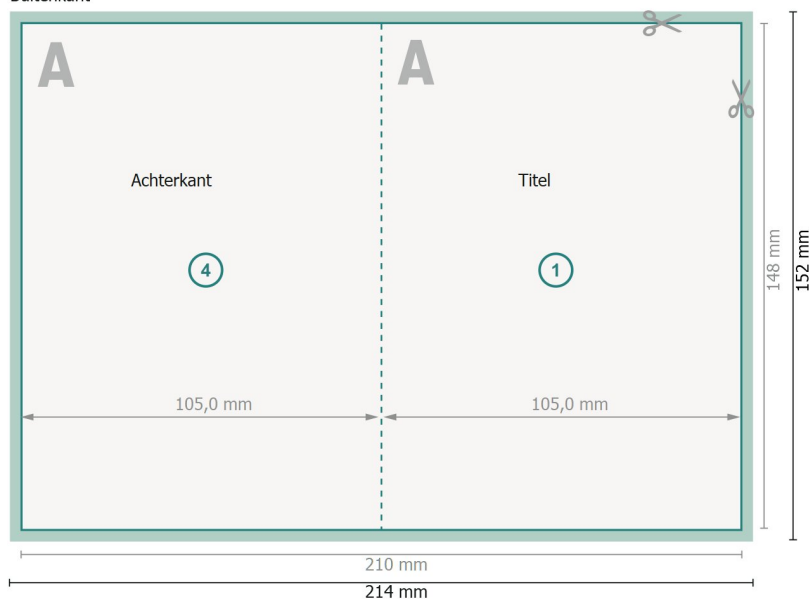 Buitenkant
A
A
Achterkant
Titel
4
1
148 mm
152 mm
105,0 mm
105,0 mm
210 mm
214 mm